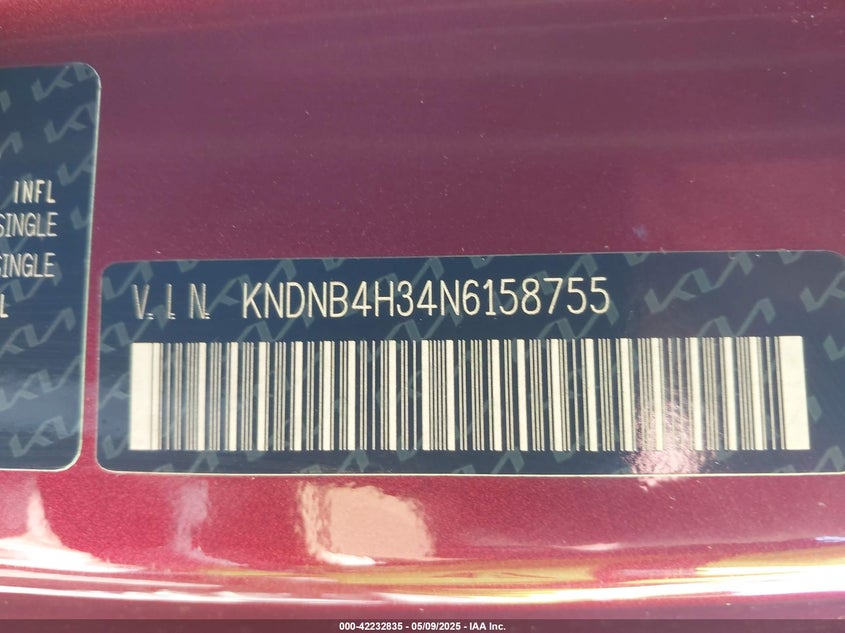 INFL
SINGLE
SINGLE
L
V.I.N. KNDNB4H34N6158755
000-42232835 - 05/09/2025 - IAA Inc.